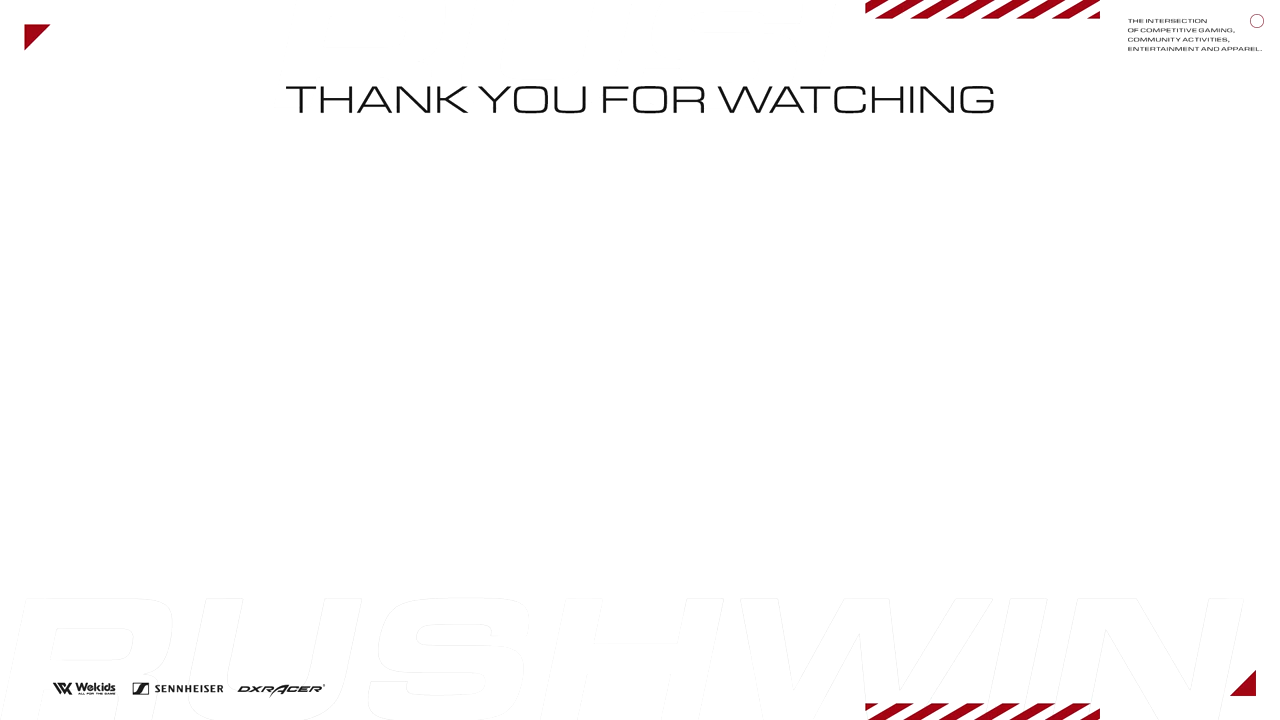 THE INTERSECTION
OF COMPETITIVE GAMING,
COMMUNITY ACTIVITIES,
ENTERTAINMENT AND APPAREL.
THANK YOU FOR WATCHING
RUSHWIN
Wekids
ALL FOR THE GAME
SENNHEISER
DXRACER